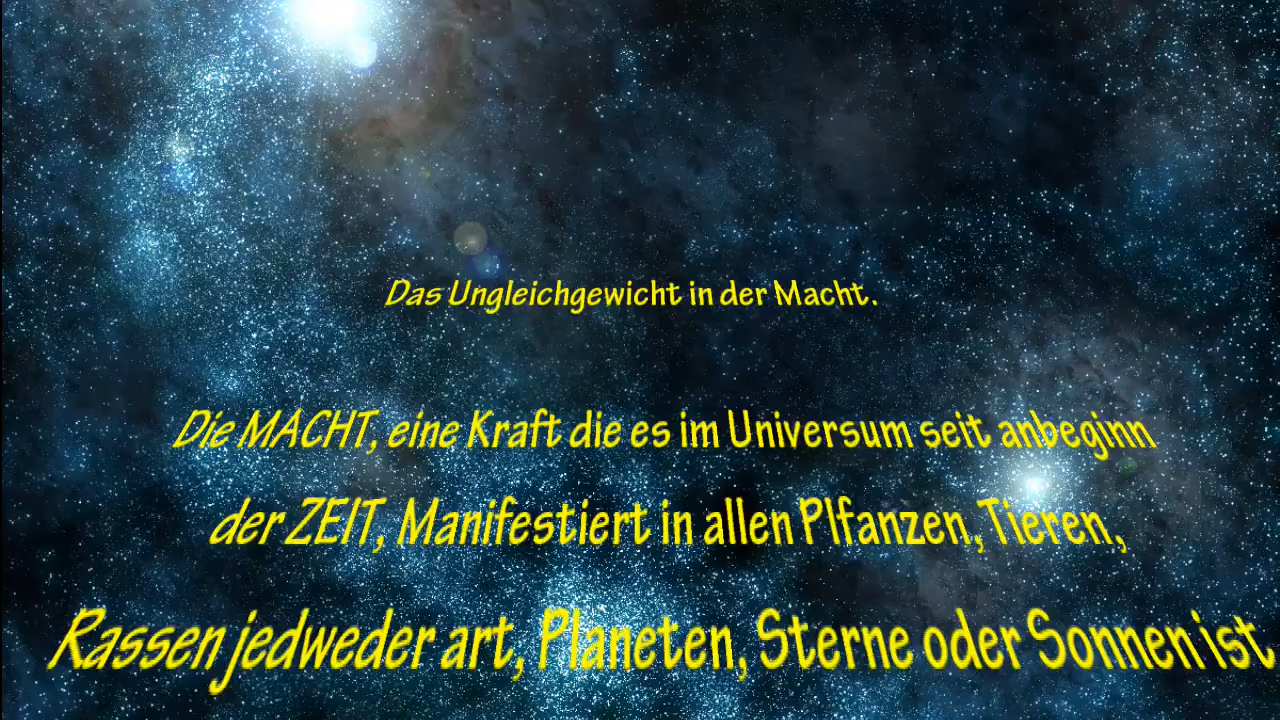 Das Ungleichgewicht in der Macht.
Die MACHT, eine Kraft die es im Universum seit anbeginn
der ZEIT, Manifestiert in allen Plfanzen, Tieren,
Rassen jedweder art, Planeten, Sterne oder Sonnen ist